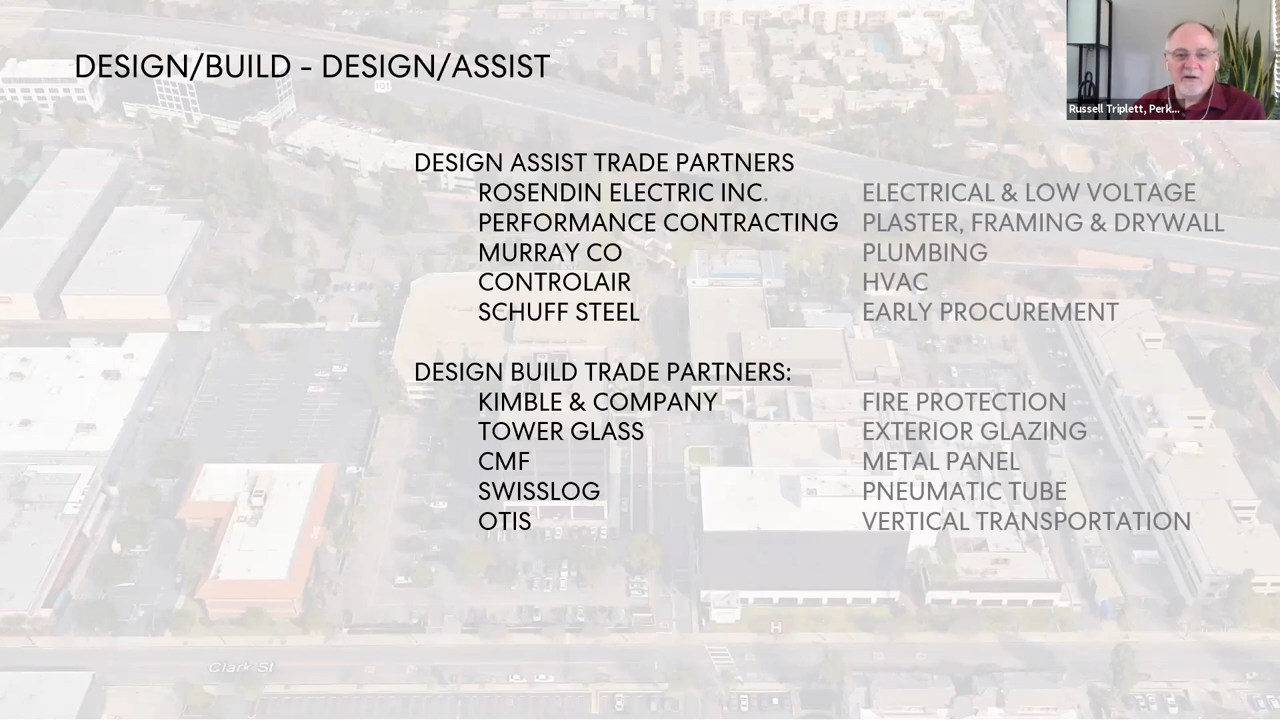 DESIGN/BUILD - DESIGN/ASSIST
101
Russell Triplett, Perk...
DESIGN ASSIST TRADE PARTNERS
ROSENDIN ELECTRIC INC. ELECTRICAL & LOW VOLTAGE
PERFORMANCE CONTRACTING PLASTER, FRAMING & DRYWALL
MURRAY CO PLUMBING
CONTROLAIR HVAC
SCHUFF STEEL EARLY PROCUREMENT
DESIGN BUILD TRADE PARTNERS:
KIMBLE & COMPANY FIRE PROTECTION
TOWER GLASS EXTERIOR GLAZING
CMF METAL PANEL
SWISSLOG PNEUMATIC TUBE
OTIS VERTICAL TRANSPORTATION
H
Clark St